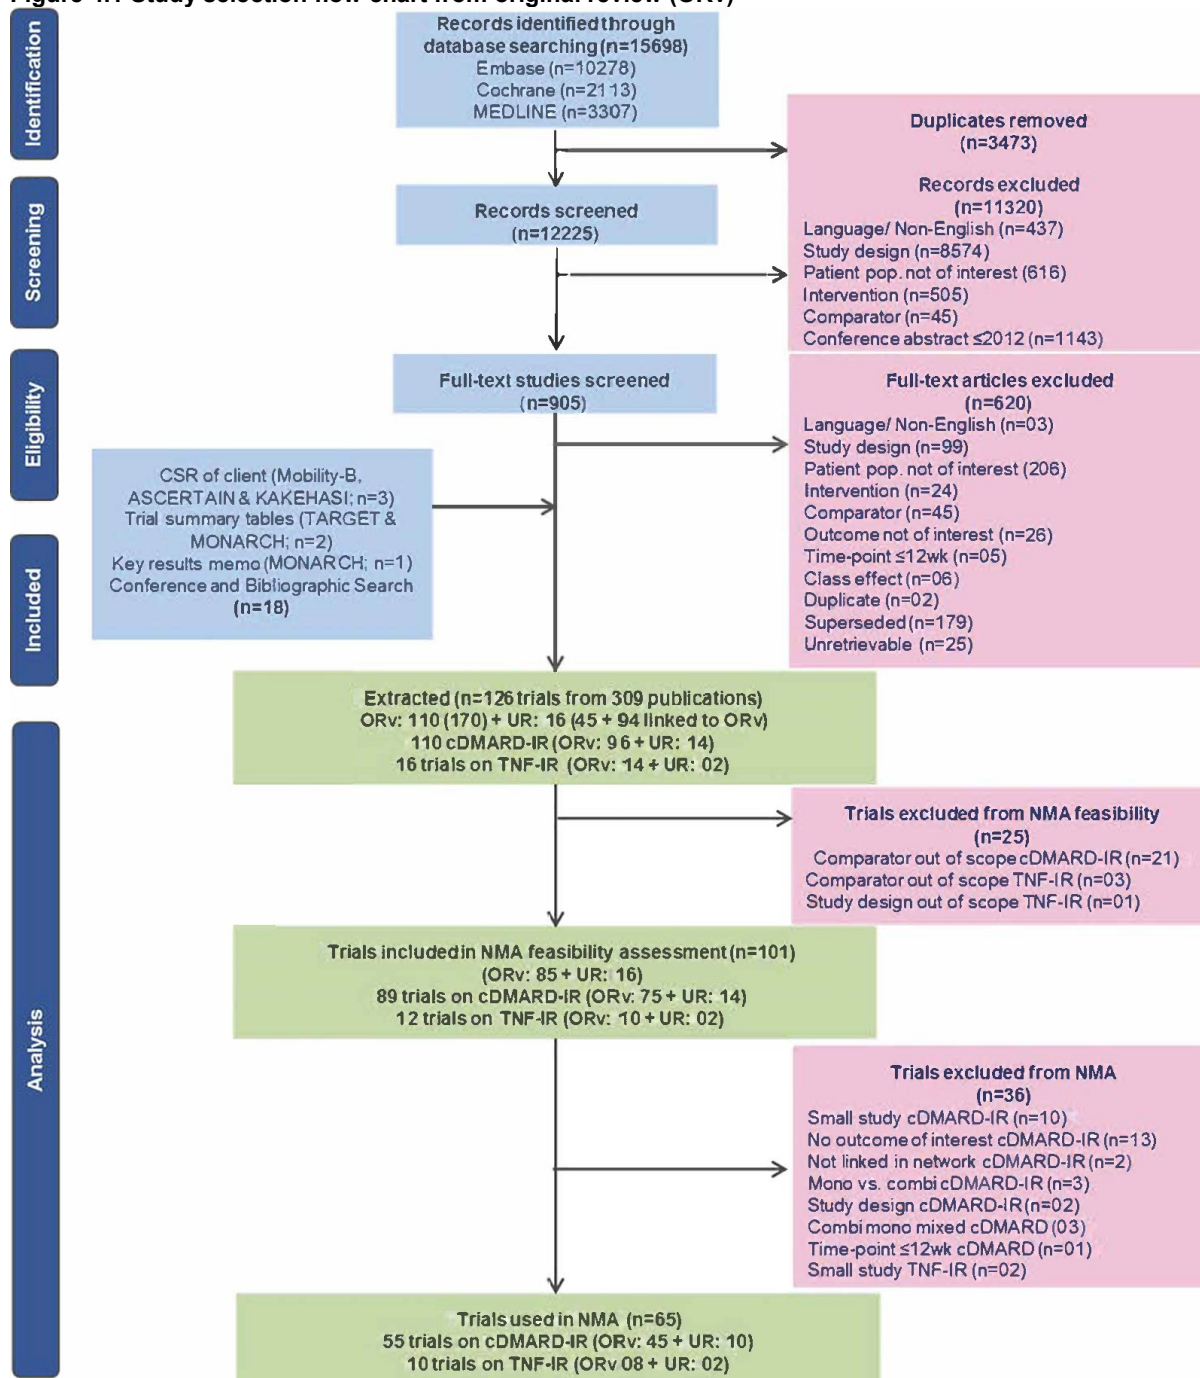 Figure 4.1 Study selection flow chart from original review (ORv)
Identification
Records identified through
database searching (n=15698)
Embase (n=10278)
Cochrane (n=2113)
MEDLINE (n=3307)
Duplicates removed
(n=3473)
Screening
Records screened
(n=12225)
Records excluded
(n=11320)
Language/ Non-English (n=437)
Study design (n=8574)
Patient pop. not of interest (616)
Intervention (n=505)
Comparator (n=45)
Conference abstract ≤2012 (n=1143)
Eligibility
Full-text studies screened
(n=905)
Full-text articles excluded
(n=620)
Language/ Non-English (n=03)
Study design (n=99)
Patient pop. not of interest (206)
Intervention (n=24)
Comparator (n=45)
Outcome not of interest (n=26)
Time-point ≤12wk (n=05)
Class effect (n=06)
Duplicate (n=02)
Superseded (n=179)
Unretrievable (n=25)
CSR of client (Mobility-B,
ASCERTAIN & KAKEHASI; n=3)
Trial summary tables (TARGET &
MONARCH; n=2)
Key results memo (MONARCH; n=1)
Conference and Bibliographic Search
(n=18)
Included
Extracted (n=126 trials from 309 publications)
ORv: 110 (170) + UR: 16 (45 + 94 linked to ORv)
110 cDMARD-IR (ORv: 96 + UR: 14)
16 trials on TNF-IR (ORv: 14 + UR: 02)
Analysis
Trials excluded from NMA feasibility
(n=25)
Comparator out of scope cDMARD-IR (n=21)
Comparator out of scope TNF-IR (n=03)
Study design out of scope TNF-IR (n=01)
Trials included in NMA feasibility assessment (n=101)
(ORv: 85 + UR: 16)
89 trials on cDMARD-IR (ORv: 75 + UR: 14)
12 trials on TNF-IR (ORv: 10 + UR: 02)
Trials excluded from NMA
(n=36)
Small study cDMARD-IR (n=10)
No outcome of interest cDMARD-IR (n=13)
Not linked in network cDMARD-IR (n=2)
Mono vs. combi cDMARD-IR (n=3)
Study design cDMARD-IR (n=02)
Combi mono mixed cDMARD (03)
Time-point ≤12wk cDMARD (n=01)
Small study TNF-IR (n=02)
Trials used in NMA (n=65)
55 trials on cDMARD-IR (ORv: 45 + UR: 10)
10 trials on TNF-IR (ORv 08 + UR: 02)